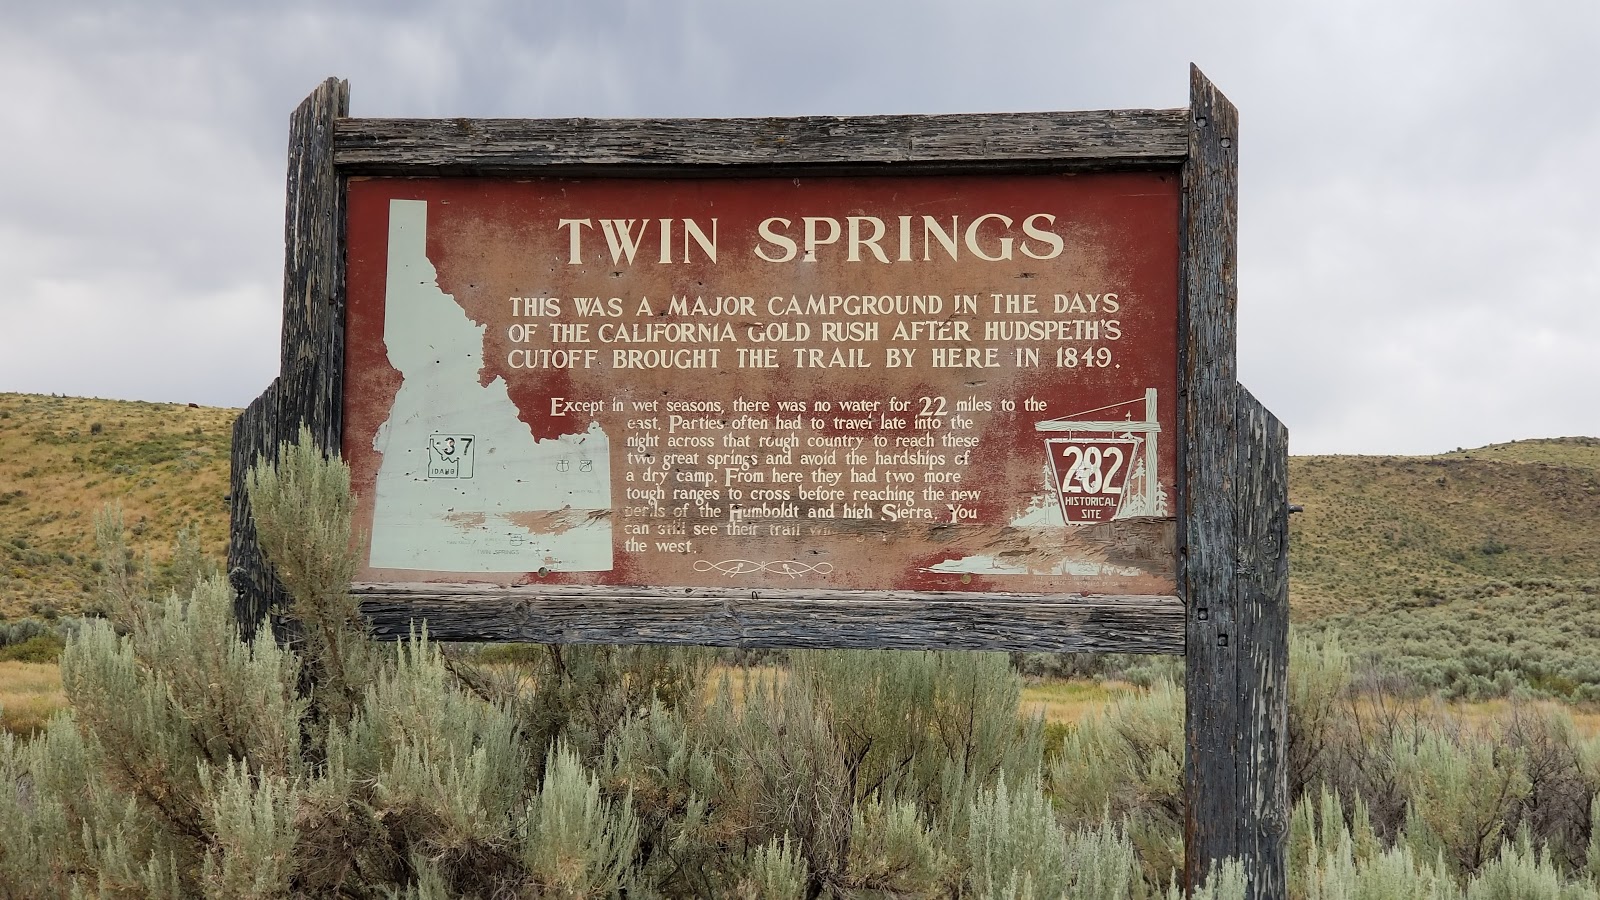 TWIN SPRINGS
THIS WAS A MAJOR CAMPGROUND IN THE DAYS
OF THE CALIFORNIA GOLD RUSH AFTER HUDSPETH'S
CUTOFF BROUGHT THE TRAIL BY HERE IN 1849.
Except in wet seasons, there was no water for 22 miles to the
east. Parties often had to travel late into the
night across that rough country to reach these
two great springs and avoid the hardships of
a dry camp. From here they had two more
tough ranges to cross before reaching the new
perils of the Humboldt and high Sierra. You
can still see their trail
the west.
37
IDAHO
TWIN SPRINGS
282
HISTORICAL
SITE